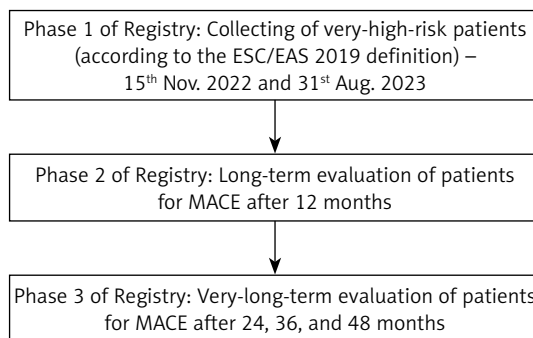 Phase 1 of Registry: Collecting of very-high-risk patients
(according to the ESC/EAS 2019 definition) –
15th Nov. 2022 and 31st Aug. 2023
Phase 2 of Registry: Long-term evaluation of patients
for MACE after 12 months
Phase 3 of Registry: Very-long-term evaluation of patients
for MACE after 24, 36, and 48 months